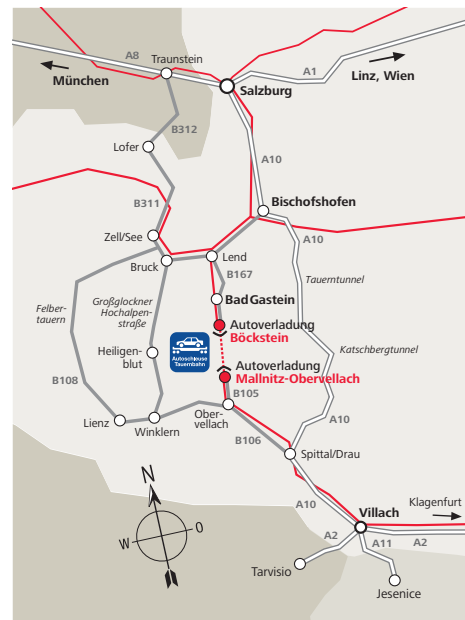 A8
Traunstein
München
A1
Linz, Wien
Salzburg
B312
Lofer
A10
B311
Bischofshofen
Zell/See
A10
Bruck
Lend
B167
Tauerntunnel
Bad Gastein
Felber-
tauern
Großglockner
Hochalpen-
straße
Autoverladung
Böckstein
Autoschleuse
Tauernbahn
Katschbergtunnel
Heiligen-
blut
Autoverladung
Mallnitz-Obervellach
B108
B105
Ober-
vellach
A10
Lienz
Winklern
B106
Spittal/Drau
N
A10
Klagenfurt
Villach
W
O
A2
A11
A2
Tarvisio
Jesenice